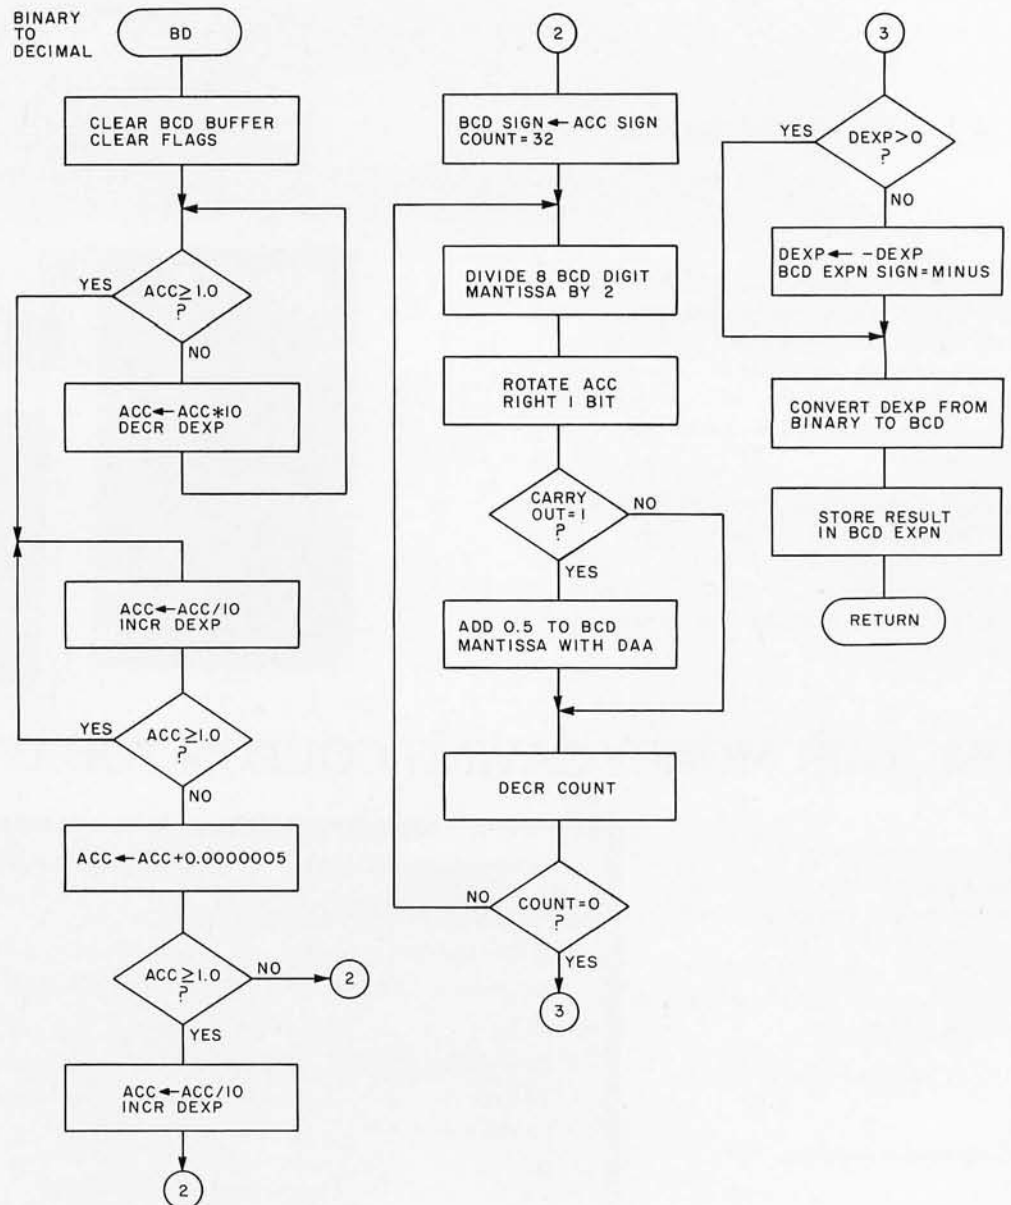 BINARY
TO
DECIMAL
BD
CLEAR BCD BUFFER
CLEAR FLAGS
YES
ACC≥1.0
?
NO
ACC←ACC*10
DECR DEXP
ACC←ACC/10
INCR DEXP
YES
ACC≥1.0
?
NO
ACC←ACC+0.0000005
ACC≥1.0
?
NO
2
YES
ACC←ACC/10
INCR DEXP
2
2
BCD SIGN←ACC SIGN
COUNT=32
DIVIDE 8 BCD DIGIT
MANTISSA BY 2
ROTATE ACC
RIGHT 1 BIT
CARRY
OUT=1
?
NO
YES
ADD 0.5 TO BCD
MANTISSA WITH DAA
DECR COUNT
NO
COUNT=0
?
YES
3
3
YES
DEXP>0
?
NO
DEXP← -DEXP
BCD EXPN SIGN=MINUS
CONVERT DEXP FROM
BINARY TO BCD
STORE RESULT
IN BCD EXPN
RETURN